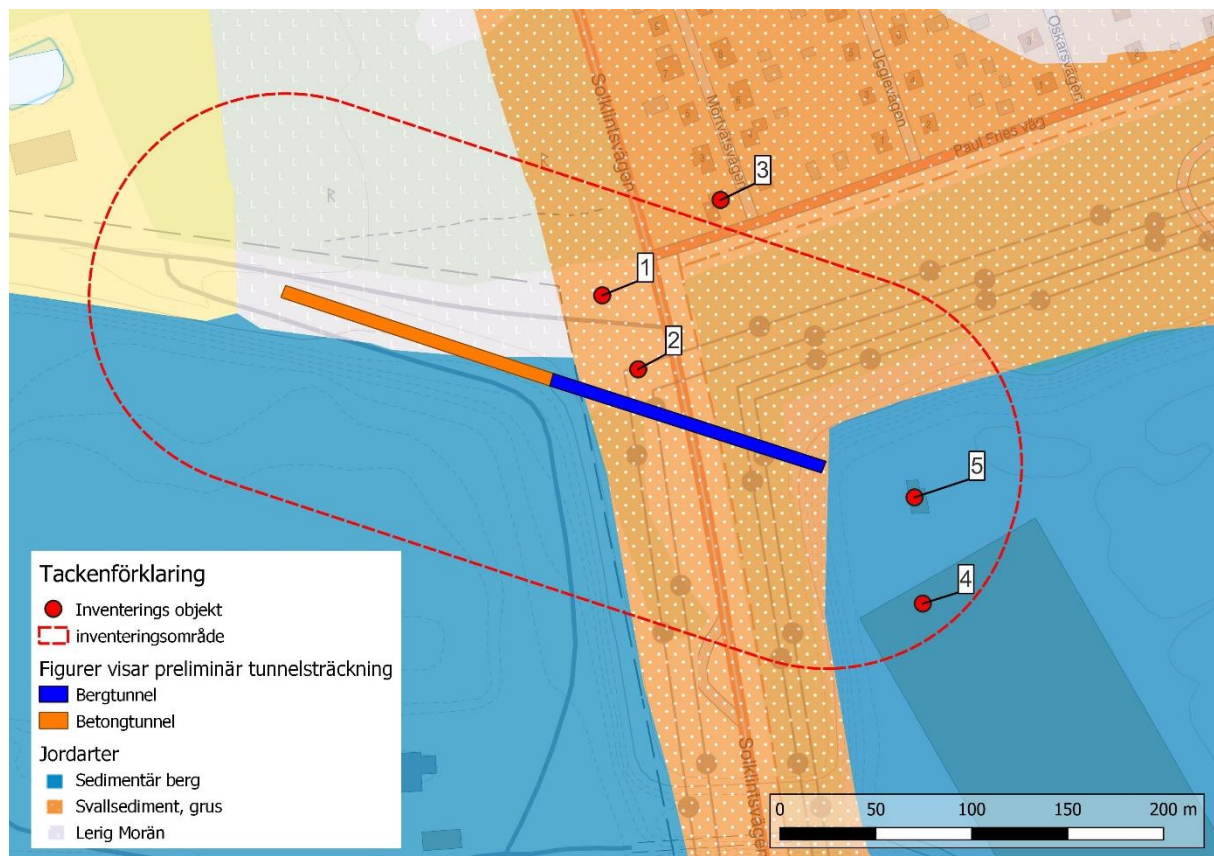 Oskarsvägen
Ugglevägen
Mörtvätsvägen
Paul Fries väg
Solklintsvägen
3
1
2
5
4
Solklintsvägen
Tackenförklaring
Inventerings objekt
inventeringsområde
Figurer visar preliminär tunnelsträckning
Bergtunnel
Betongtunnel
Jordarter
Sedimentär berg
Svallsediment, grus
Lerig Morän
0 50 100 150 200 m